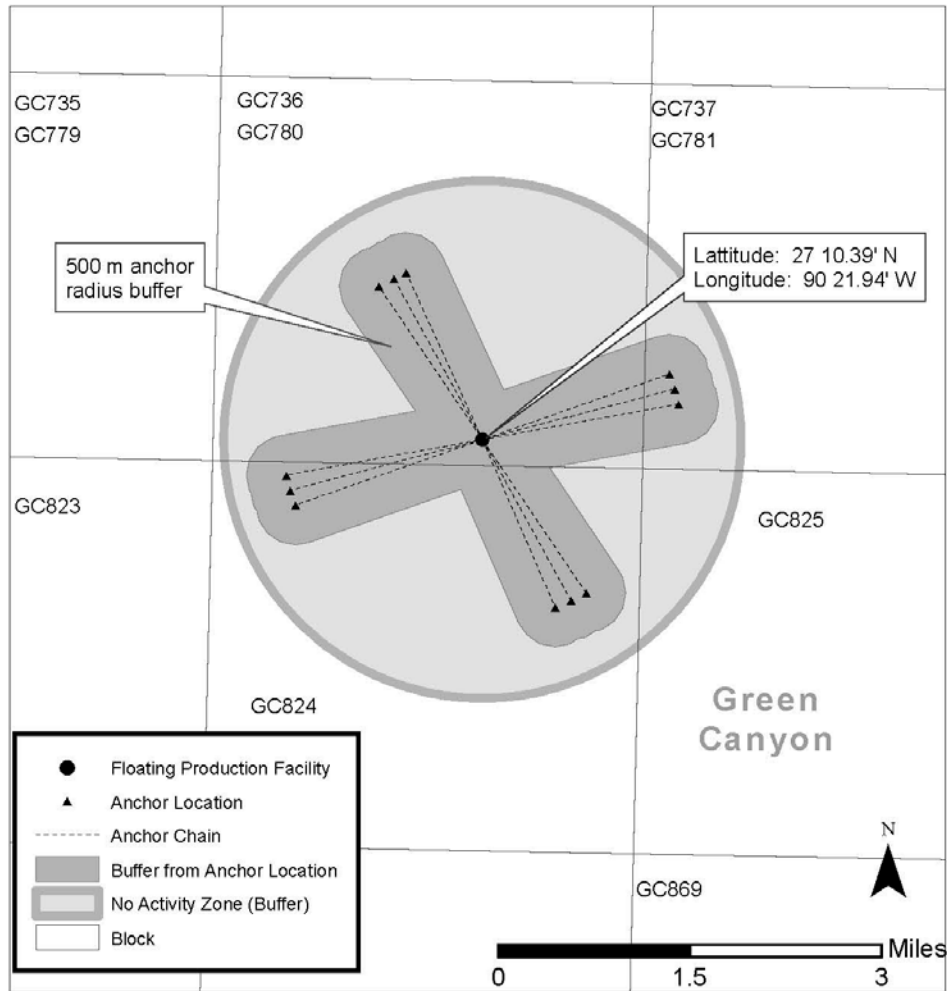 GC735
GC736
GC737
GC779
GC780
GC781
500 m anchor
radius buffer
Lattitude: 27 10.39' N
Longitude: 90 21.94' W
GC823
GC825
GC824
Green
Canyon
Floating Production Facility
Anchor Location
Anchor Chain
Buffer from Anchor Location
No Activity Zone (Buffer)
Block
N
GC869
Miles
0 1.5 3